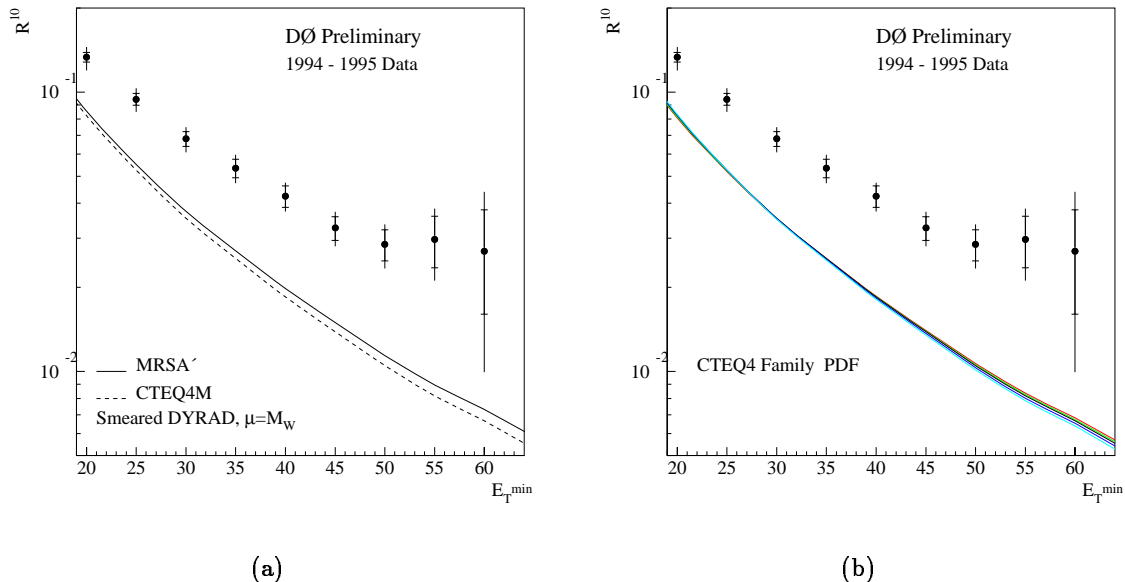 R¹⁰
DØ Preliminary
1994 - 1995 Data
10⁻¹
10⁻²
MRSA´
CTEQ4M
Smeared DYRAD, μ=M_W
20 25 30 35 40 45 50 55 60
E_T^min
(a)
R¹⁰
DØ Preliminary
1994 - 1995 Data
10⁻¹
10⁻²
CTEQ4 Family PDF
20 25 30 35 40 45 50 55 60
E_T^min
(b)